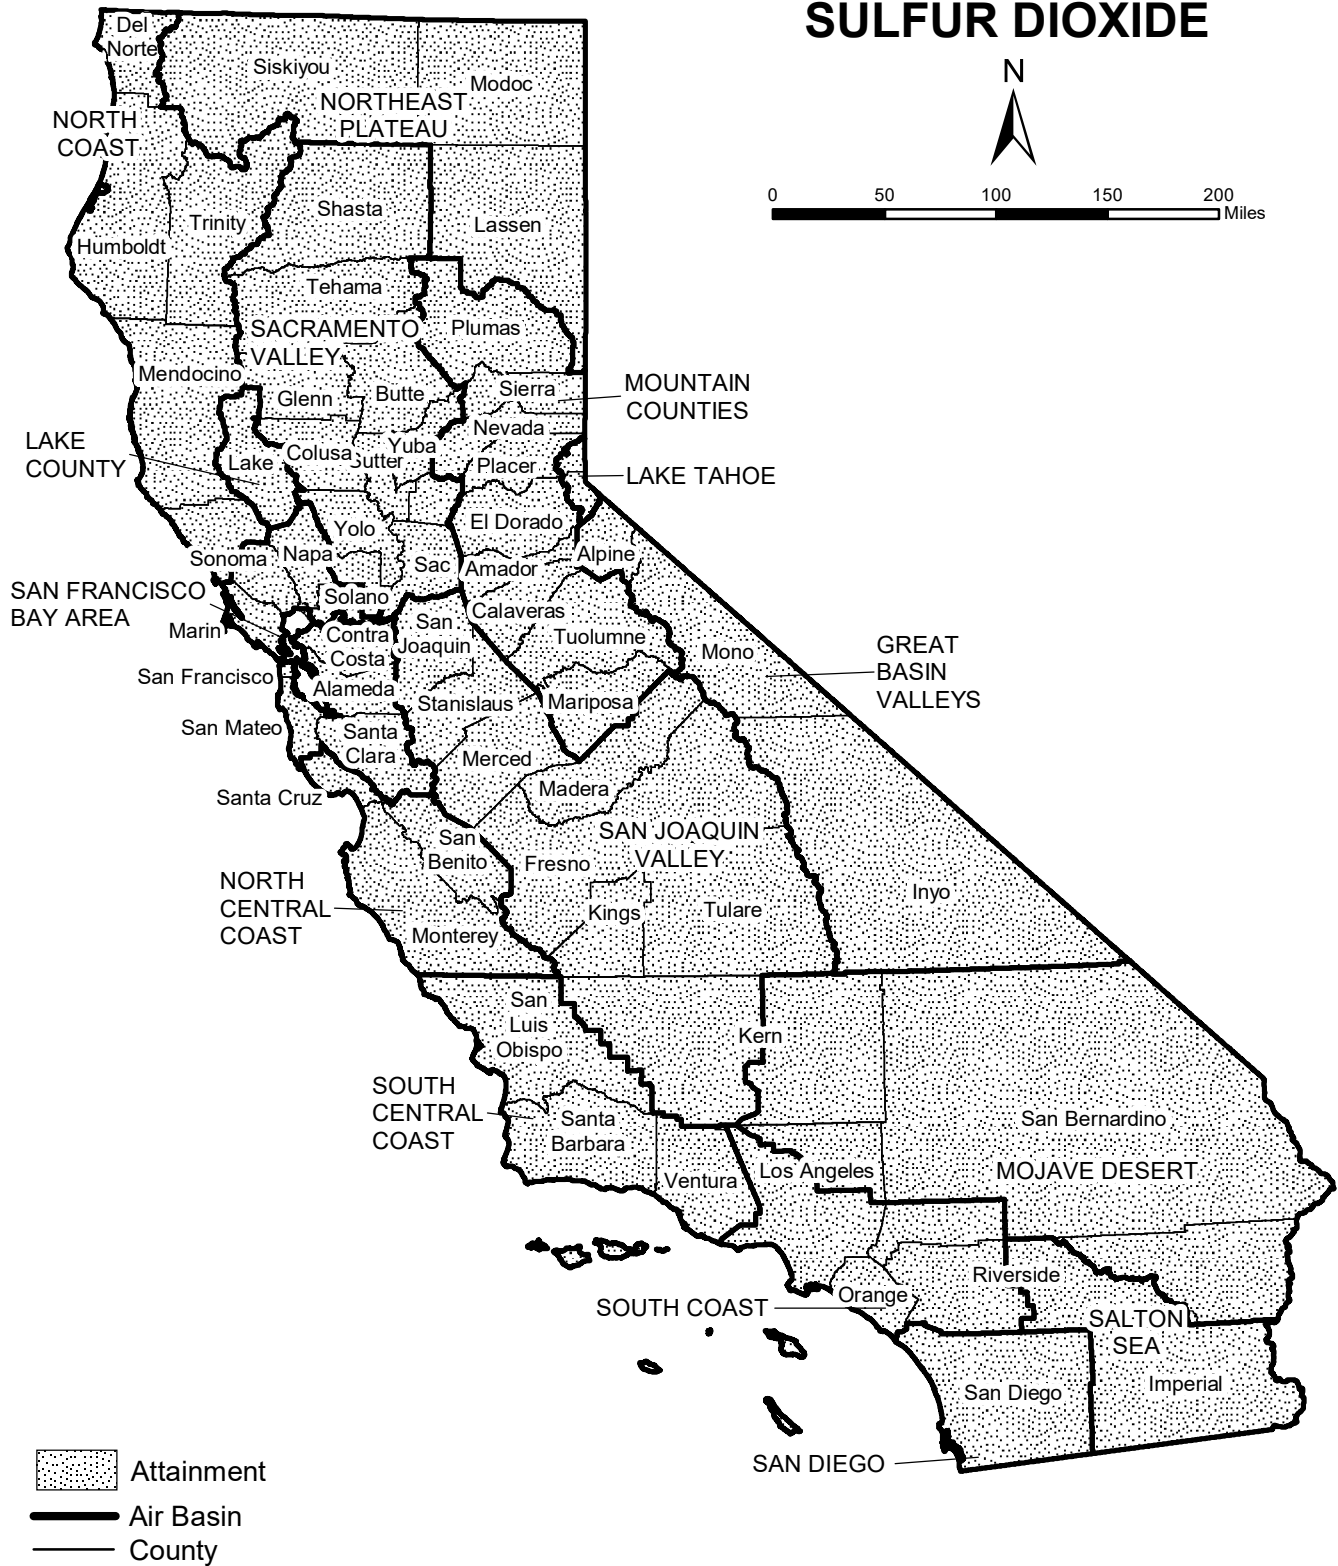 SULFUR DIOXIDE
N
0 50 100 150 200
Miles
Del
Norte
Siskiyou
Modoc
NORTHEAST
PLATEAU
NORTH
COAST
Shasta
Trinity
Lassen
Humboldt
Tehama
SACRAMENTO
VALLEY
Plumas
Mendocino
Glenn
Butte
Sierra
MOUNTAIN
COUNTIES
Nevada
LAKE
COUNTY
Lake
Colusa
Sutter
Yuba
Placer
LAKE TAHOE
Yolo
El Dorado
Sonoma
Napa
Sac
Amador
Alpine
SAN FRANCISCO
BAY AREA
Solano
Marin
Contra
Costa
San
Joaquin
Calaveras
Tuolumne
Mono
GREAT
BASIN
VALLEYS
San Francisco
Alameda
Stanislaus
Mariposa
San Mateo
Santa
Clara
Merced
Madera
Santa Cruz
San
Benito
SAN JOAQUIN
VALLEY
Fresno
NORTH
CENTRAL
COAST
Kings
Tulare
Inyo
Monterey
San
Luis
Obispo
Kern
SOUTH
CENTRAL
COAST
Santa
Barbara
San Bernardino
MOJAVE DESERT
Ventura
Los Angeles
Riverside
Orange
SOUTH COAST
SALTON
SEA
San Diego
Imperial
SAN DIEGO
Attainment
Air Basin
County